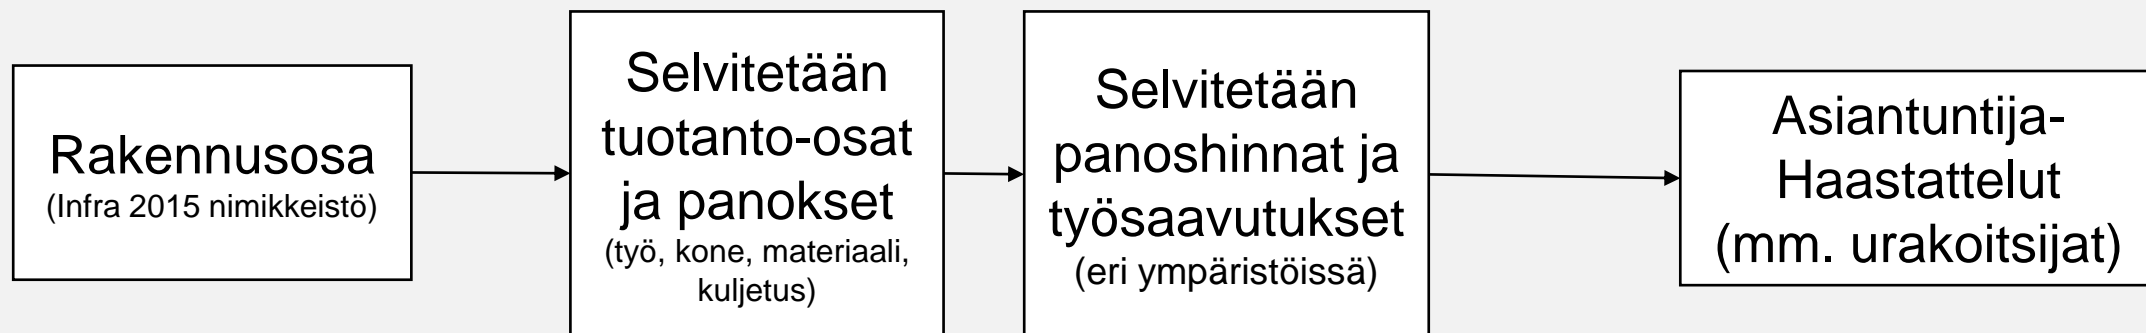 Rakennusosa
(Infra 2015 nimikkeistö)
Selvitetään
tuotanto-osat
ja panokset
(työ, kone, materiaali,
kuljetus)
Selvitetään
panoshinnat ja
työsaavutukset
(eri ympäristöissä)
Asiantuntija-
Haastattelut
(mm. urakoitsijat)